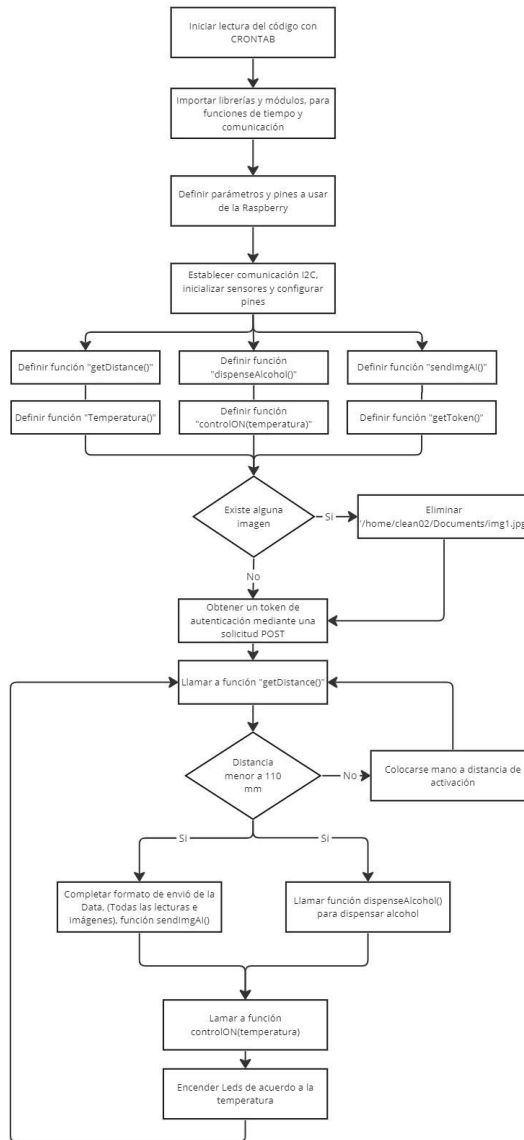 Iniciar lectura del código con
CRONTAB
Importar librerías y módulos, para
funciones de tiempo y
comunicación
Definir parámetros y pines a usar
de la Raspberry
Establecer comunicación I2C,
inicializar sensores y configurar
pines
Definir función "getDistance()"
Definir función
"dispenseAlcohol()"
Definir función "sendImgAI()"
Definir función "Temperatura()"
Definir función
"controlON(temperatura)"
Definir función "getToken()"
Existe alguna
imagen
Si
Eliminar
'/home/clean02/Documents/img1.jpg
No
Obtener un token de
autenticación mediante una
solicitud POST
Llamar a función "getDistance()"
Distancia
menor a 110
mm
No
Colocarse mano a distancia de
activación
Si
Si
Completar formato de envió de la
Data, (Todas las lecturas e
imágenes), función sendImgAI()
Llamar función dispenseAlcohol()
para dispensar alcohol
Lamar a función
controlON(temperatura)
Encender Leds de acuerdo a la
temperatura